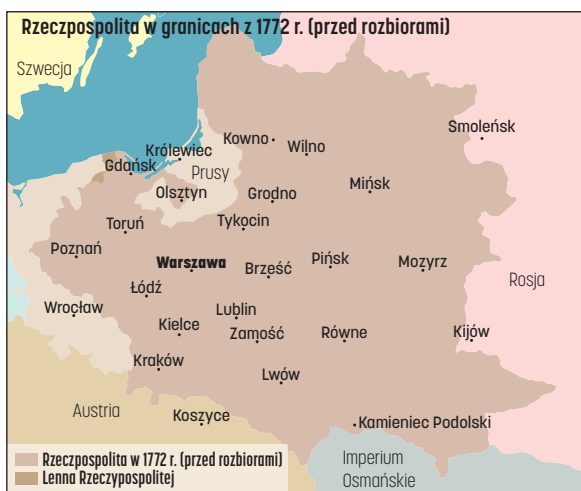 Rzeczpospolita w granicach z 1772 r. (przed rozbiorami)
Szwecja
Smoleńsk
Kowno
Wilno
Królewiec
Gdańsk
Prusy
Mińsk
Olsztyn
Grodno
Toruń
Tykocin
Poznań
Warszawa
Brześć
Pińsk
Mozyrz
Rosja
Łódź
Wrocław
Lublin
Kielce
Zamość
Równe
Kijów
Kraków
Lwów
Austria
Koszyce
Kamieniec Podolski
Rzeczpospolita w 1772 r. (przed rozbiorami)
Lenna Rzeczypospolitej
Imperium
Osmańskie